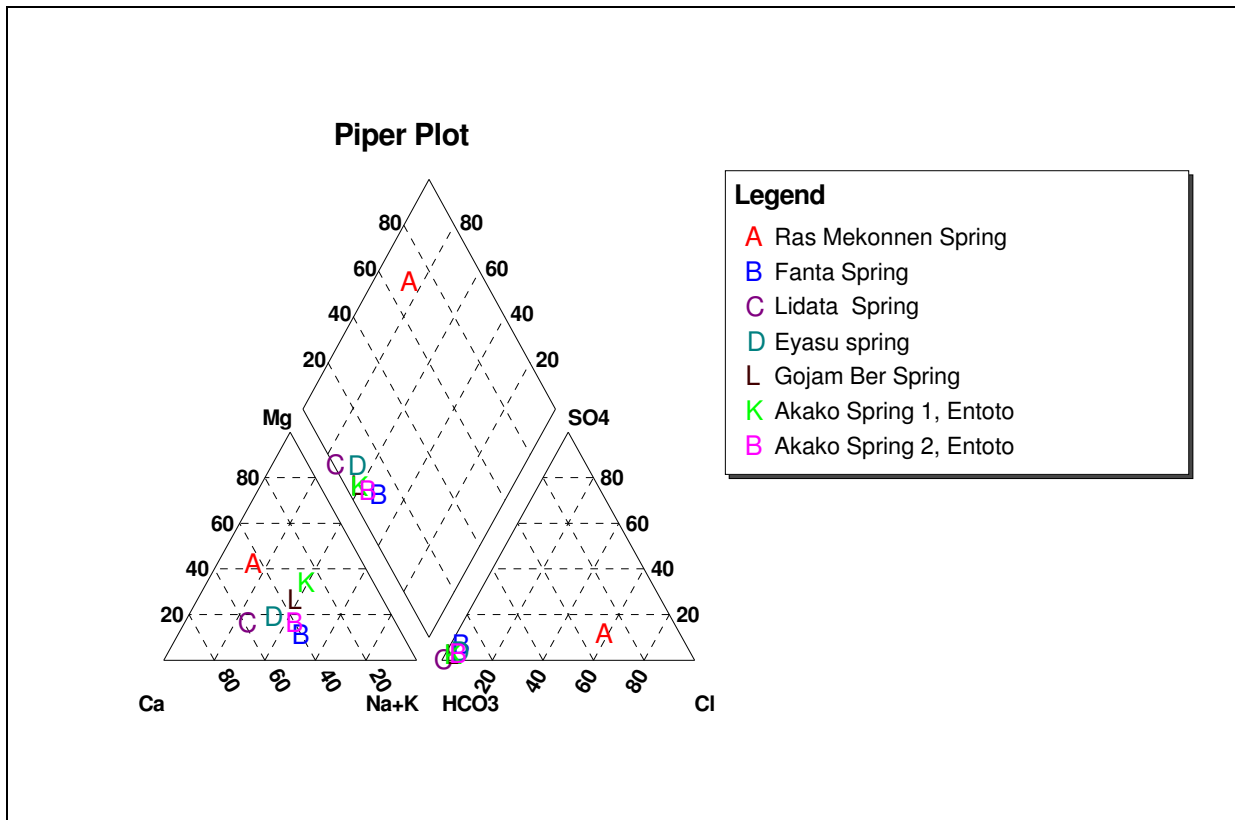 Piper Plot
80 80
60 60
A
40 40
20 20
Mg SO4
C D
L K B B
80 80
60 60
A
40 K 40
L
20 C D B B 20 A
B D
C L K B
80 60 40 20 20 40 60 80
Ca Na+K HCO3 Cl
Legend
A Ras Mekonnen Spring
B Fanta Spring
C Lidata Spring
D Eyasu spring
L Gojam Ber Spring
K Akako Spring 1, Entoto
B Akako Spring 2, Entoto